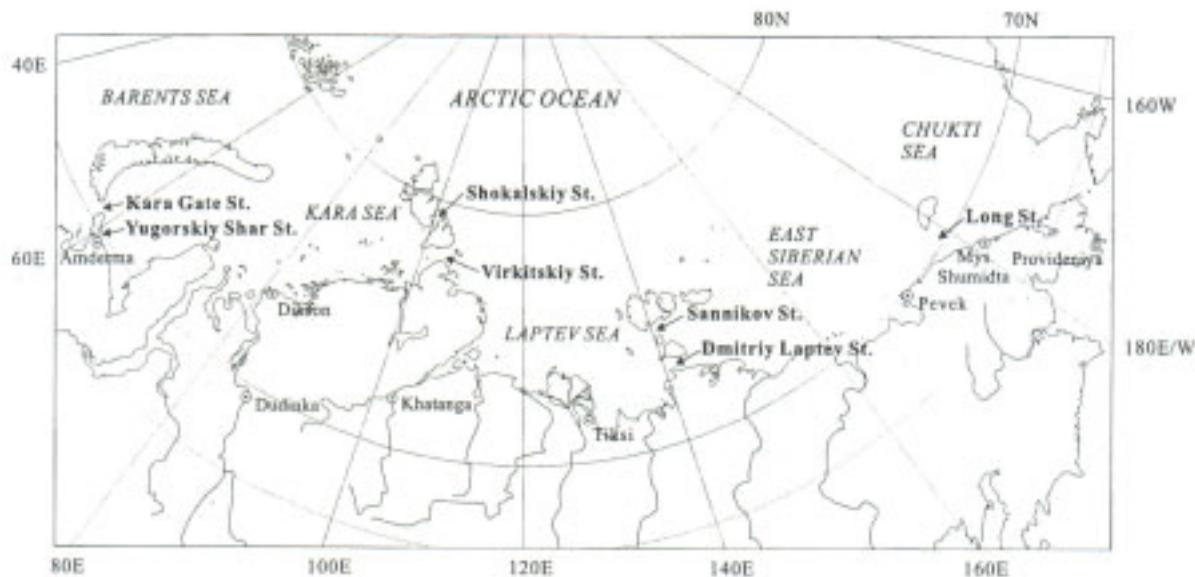 80N
70N
40E
BARENTS SEA
ARCTIC OCEAN
160W
CHUKTI
SEA
Shokalskiy St.
Kara Gate St.
KARA SEA
Long St.
Yugorskiy Shar St.
EAST
SIBERIAN
SEA
Amderma
60E
Virkitskiy St.
Mys.
Shumidta
Provideniya
Dikson
Pevek
Sannikov St.
LAPTEV SEA
Dmitriy Laptev St.
180E/W
Dudinka
Khatanga
Tiksi
80E
100E
120E
140E
160E